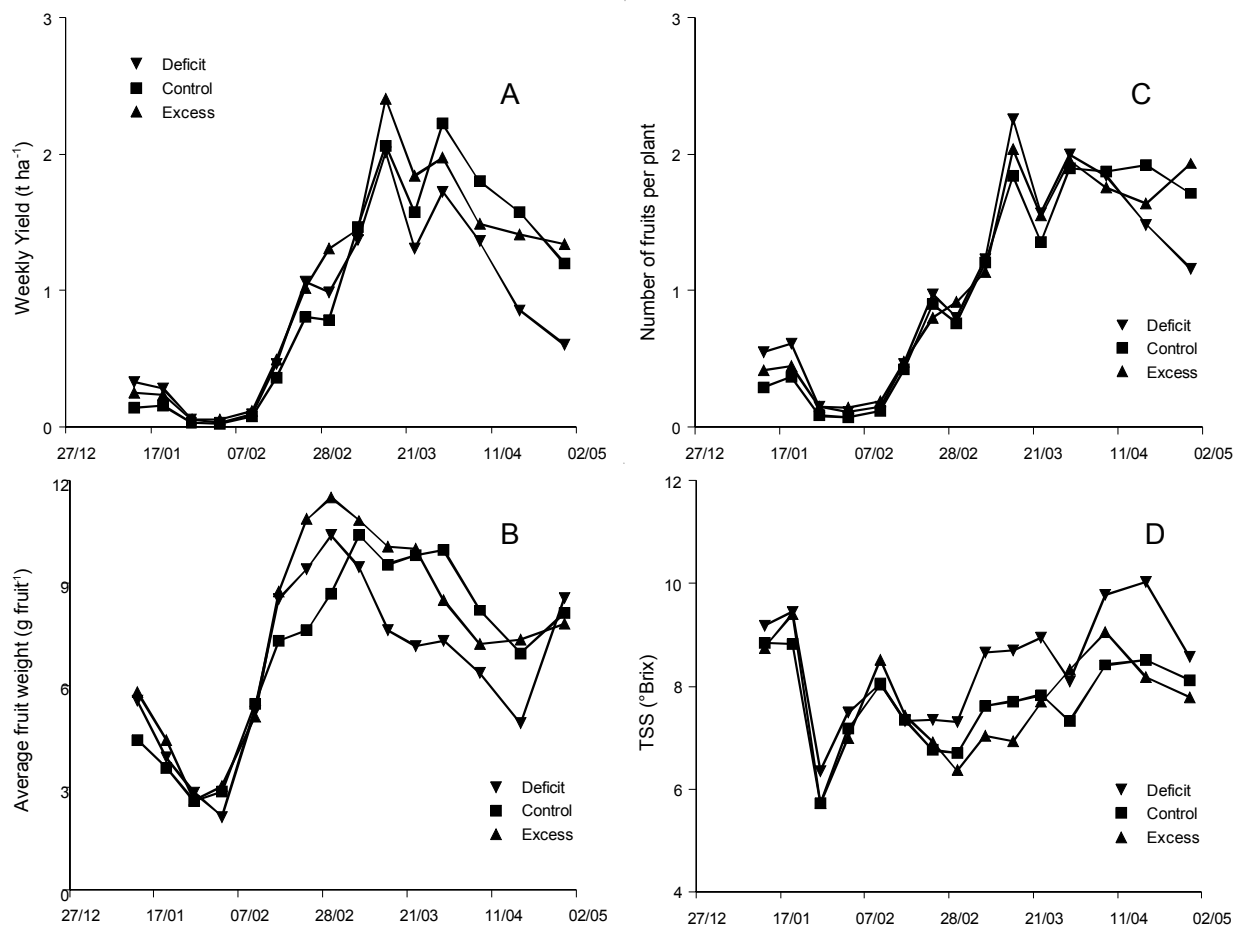 Weekly Yield (t ha⁻¹)
3
2
1
0
Deficit
Control
Excess
A
27/12 17/01 07/02 28/02 21/03 11/04 02/05
Number of fruits per plant
3
2
1
0
C
Deficit
Control
Excess
27/12 17/01 07/02 28/02 21/03 11/04 02/05
Average fruit weight (g fruit⁻¹)
12
9
6
3
0
B
Deficit
Control
Excess
27/12 17/01 07/02 28/02 21/03 11/04 02/05
TSS (°Brix)
12
10
8
6
4
D
Deficit
Control
Excess
27/12 17/01 07/02 28/02 21/03 11/04 02/05